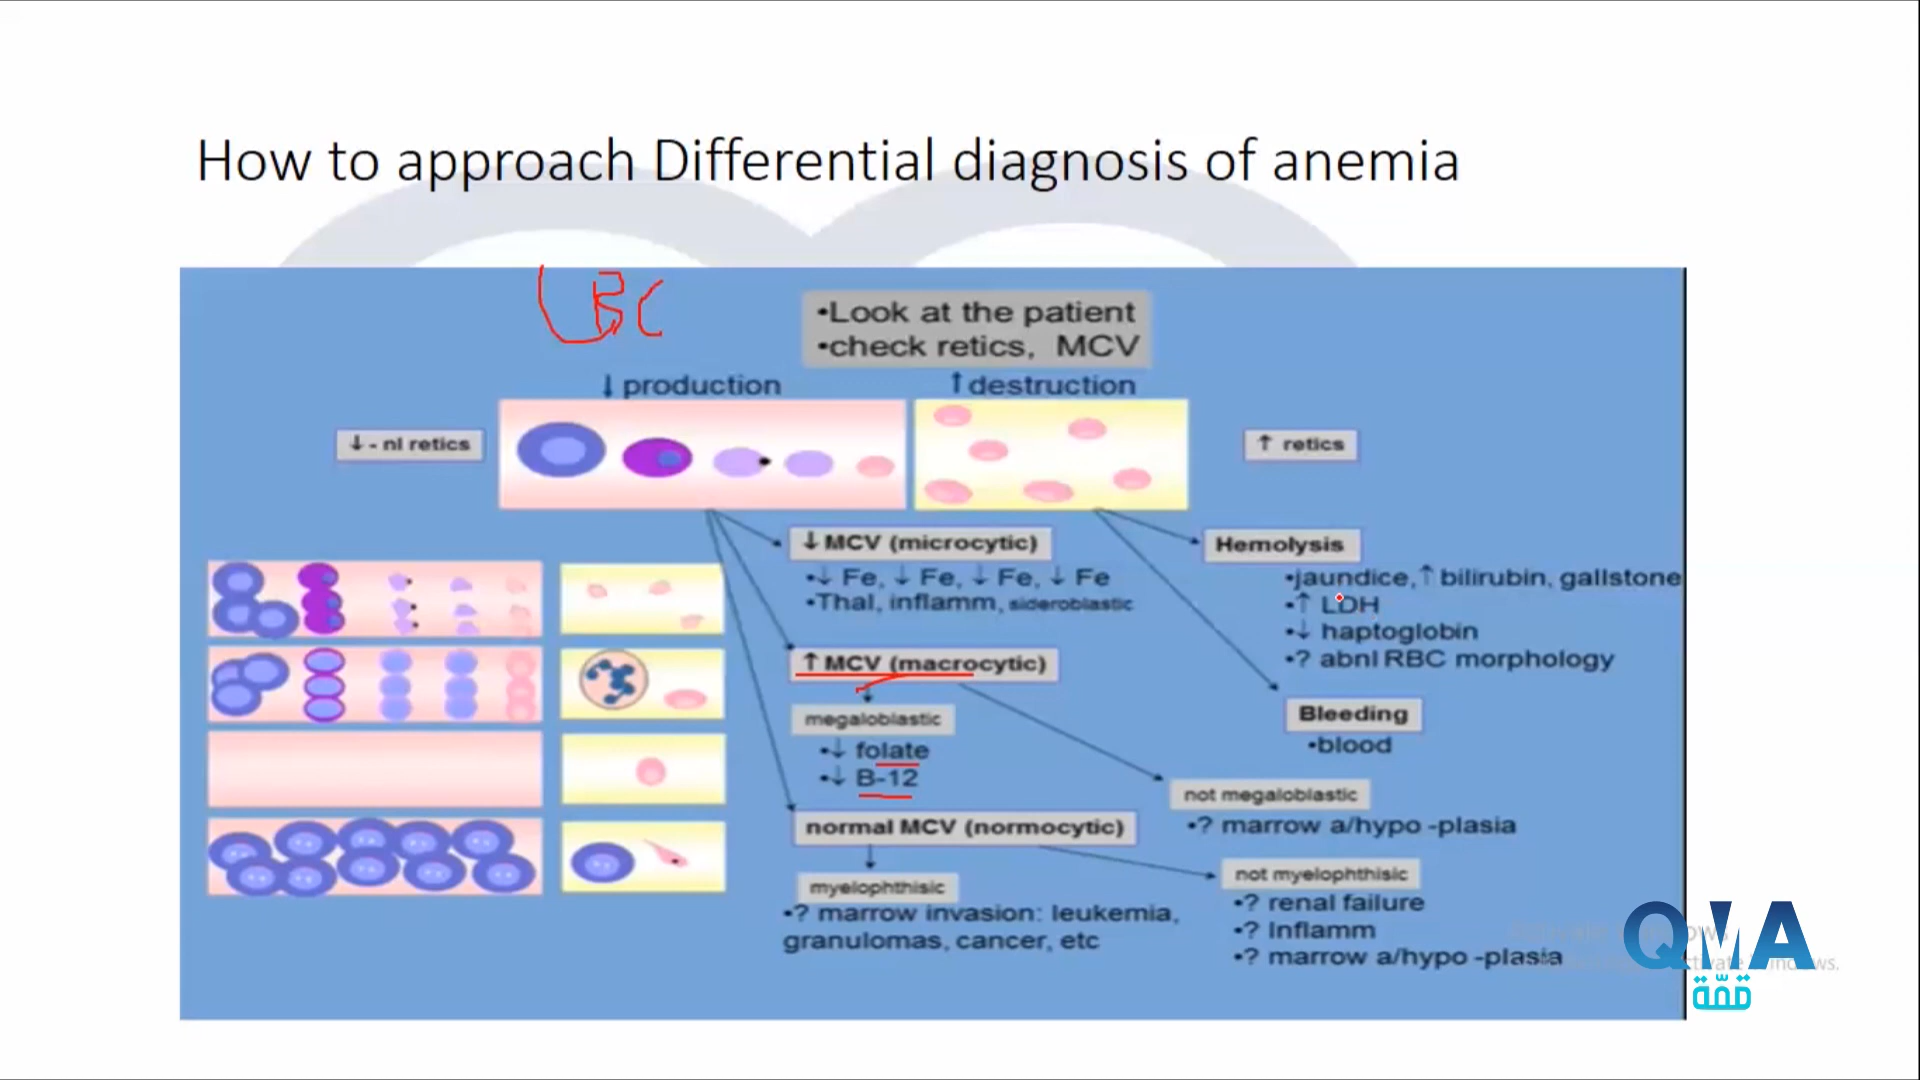 How to approach Differential diagnosis of anemia
CBC
•Look at the patient
•check retics, MCV
↓ production
↑ destruction
↓ - nl retics
↑ retics
↓ MCV (microcytic)
•↓ Fe, ↓ Fe, ↓ Fe, ↓ Fe
•Thal, inflamm, sideroblastic
↑ MCV (macrocytic)
megaloblastic
•↓ folate
•↓ B-12
not megaloblastic
•? marrow a/hypo -plasia
normal MCV (normocytic)
myelophthisic
•? marrow invasion: leukemia,
granulomas, cancer, etc
not myelophthisic
•? renal failure
•? Inflamm
•? marrow a/hypo -plasia
Hemolysis
•jaundice, ↑ bilirubin, gallstone
•↑ LDH
•↓ haptoglobin
•? abnl RBC morphology
Bleeding
•blood
QMA
قمّة